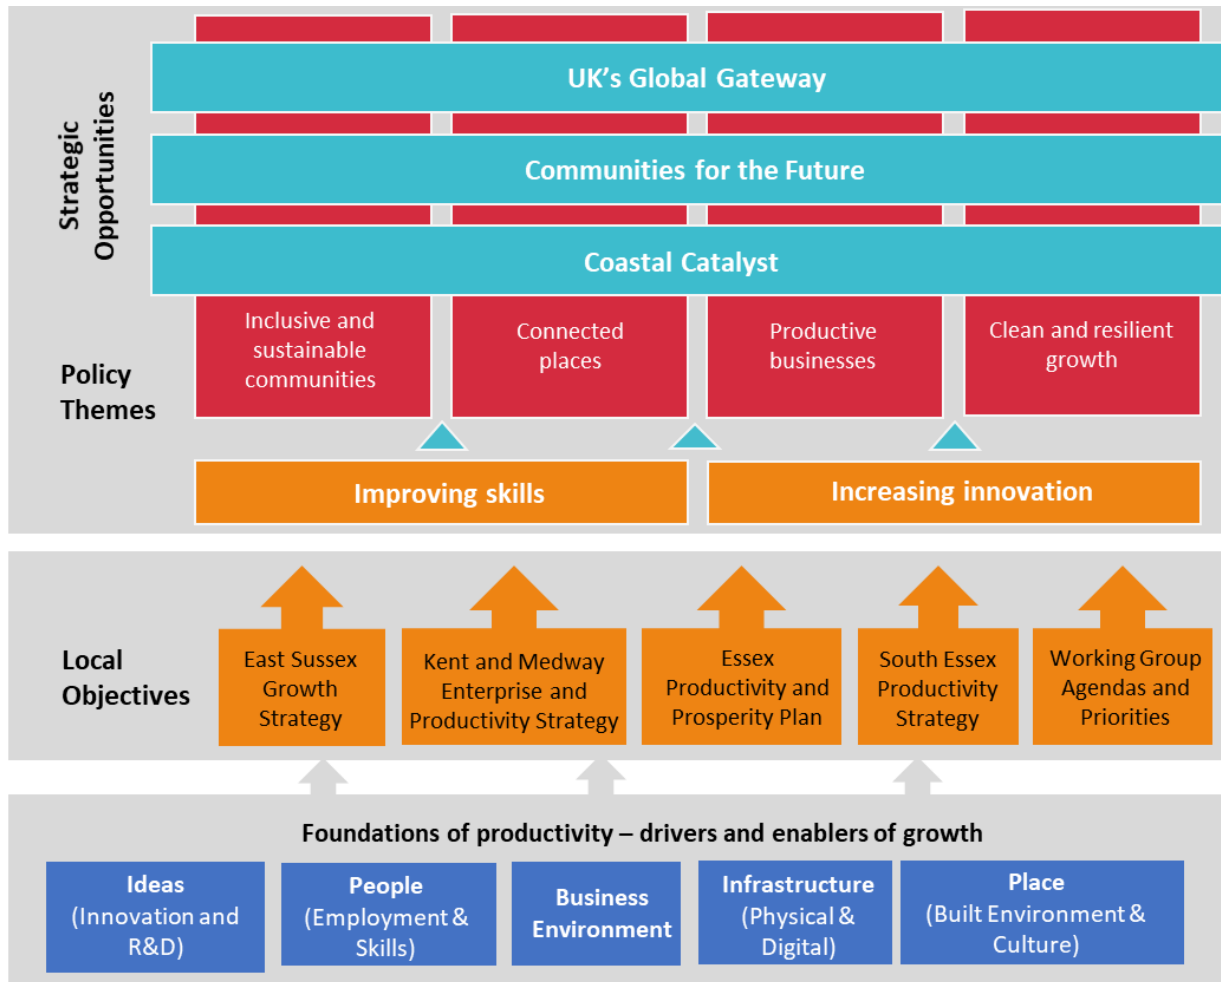 Strategic
Opportunities
UK's Global Gateway
Communities for the Future
Coastal Catalyst
Policy
Themes
Inclusive and
sustainable
communities
Connected
places
Productive
businesses
Clean and resilient
growth
Improving skills
Increasing innovation
Local
Objectives
East Sussex
Growth
Strategy
Kent and Medway
Enterprise and
Productivity Strategy
Essex
Productivity and
Prosperity Plan
South Essex
Productivity
Strategy
Working Group
Agendas and
Priorities
Foundations of productivity – drivers and enablers of growth
Ideas
(Innovation and
R&D)
People
(Employment &
Skills)
Business
Environment
Infrastructure
(Physical &
Digital)
Place
(Built Environment &
Culture)